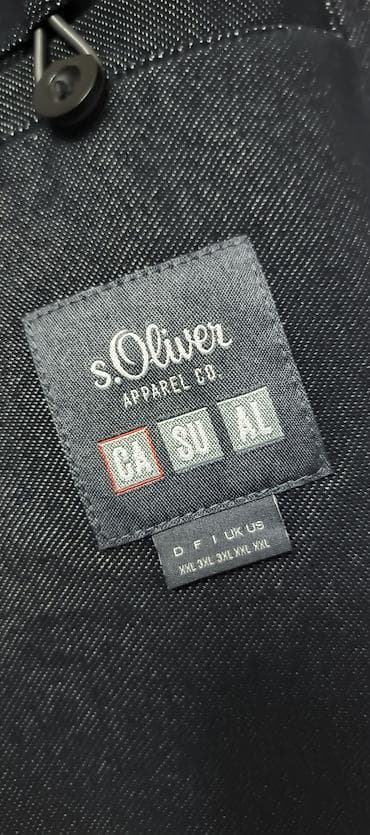 s.Oliver
APPAREL CO.
CA SU AL
D F I UK US
XXL 3XL 3XL XXL XXL